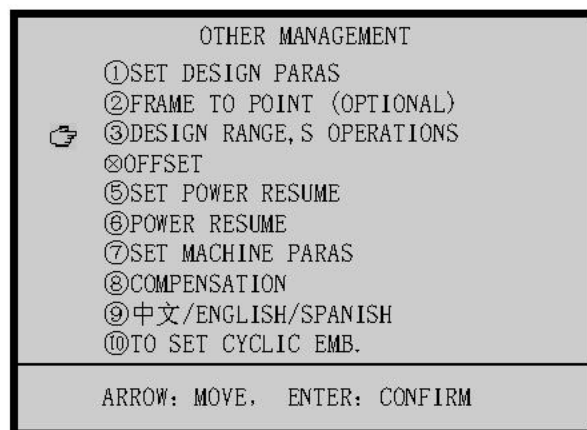 OTHER MANAGEMENT
①SET DESIGN PARAS
②FRAME TO POINT (OPTIONAL)
③DESIGN RANGE,S OPERATIONS
⊗OFFSET
⑤SET POWER RESUME
⑥POWER RESUME
⑦SET MACHINE PARAS
⑧COMPENSATION
⑨中文/ENGLISH/SPANISH
⑩TO SET CYCLIC EMB.
ARROW: MOVE, ENTER: CONFIRM